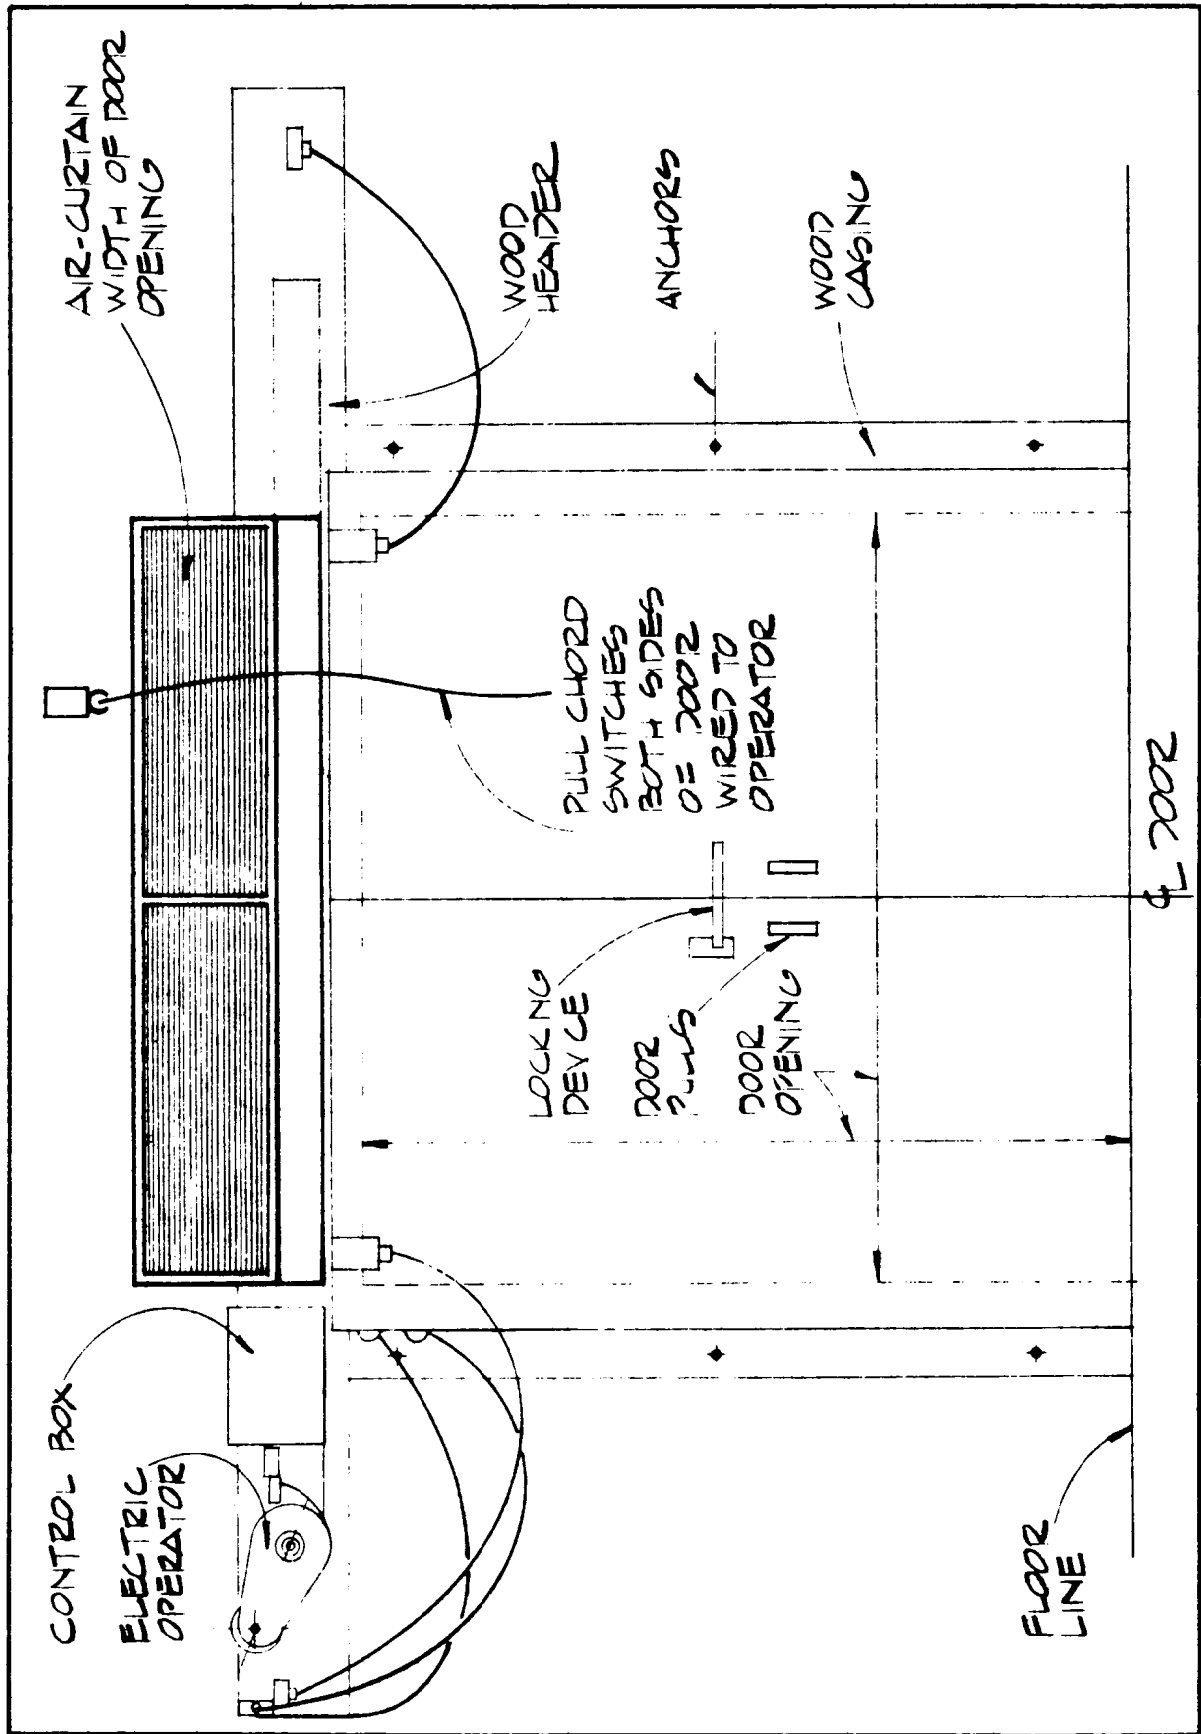 CONTROL BOX
ELECTRIC
OPERATOR
AIR-CURTAIN
WIDTH OF DOOR
OPENING
LOCKING
DEVICE
DOOR
PULLS
DOOR
OPENING
PULL CHORD
SWITCHES
BOTH SIDES
OF DOOR
WIRED TO
OPERATOR
WOOD
HEADER
ANCHORS
WOOD
CASING
FLOOR
LINE
℄ DOOR